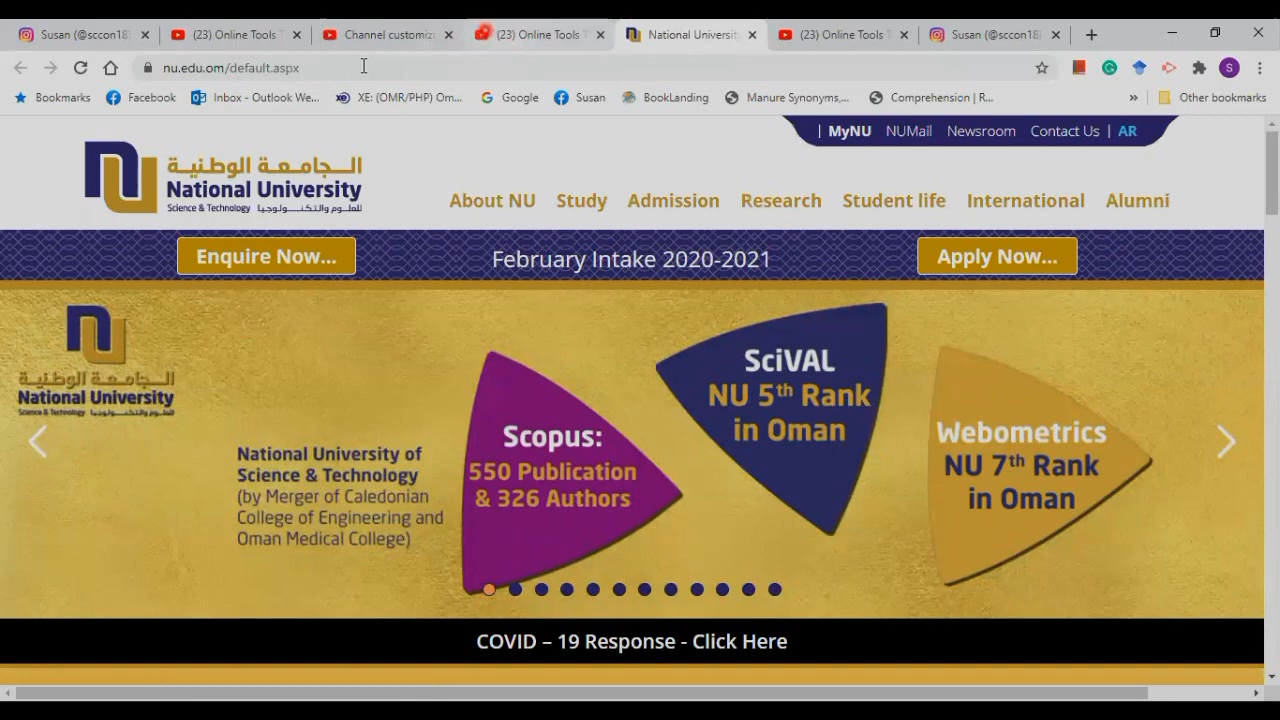 Susan (@sccon18
(23) Online Tools T
Channel customiz
(23) Online Tools T
National Universit
(23) Online Tools T
Susan (@sccon18
nu.edu.om/default.aspx
S
Bookmarks
Facebook
Inbox - Outlook We...
XE: (OMR/PHP) Om...
Google
Susan
BookLanding
Manure Synonyms,...
Comprehension | R...
»
Other bookmarks
| MyNU NUMail Newsroom Contact Us | AR
الجامعة الوطنية
National University
Science & Technology للعلوم والتكنولوجيا
About NU Study Admission Research Student life International Alumni
Enquire Now...
February Intake 2020-2021
Apply Now...
الجامعة الوطنية
National University
Science & Technology للعلوم والتكنولوجيا
National University of
Science & Technology
(by Merger of Caledonian
College of Engineering and
Oman Medical College)
Scopus:
550 Publication
& 326 Authors
SciVAL
NU 5th Rank
in Oman
Webometrics
NU 7th Rank
in Oman
COVID – 19 Response - Click Here